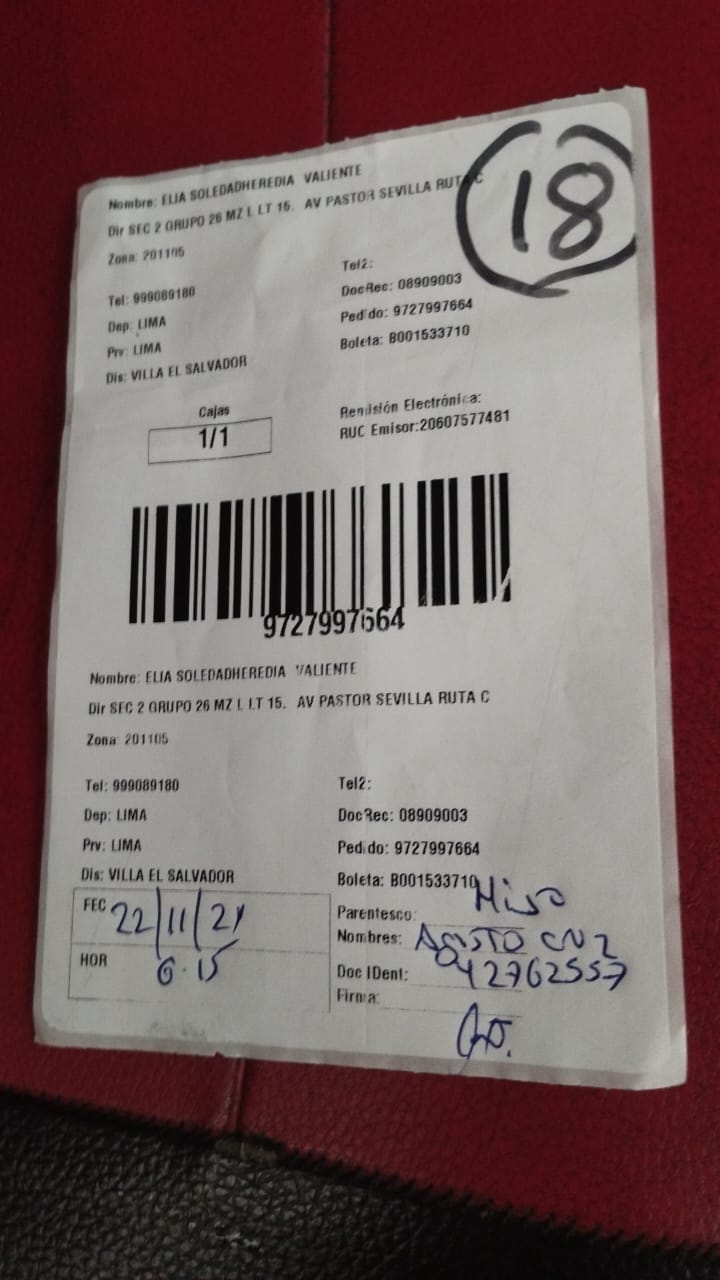 18
Nombre: ELIA SOLEDADHEREDIA VALIENTE
Dir SEC 2 GRUPO 26 MZ L LT 15. AV PASTOR SEVILLA RUTA C
Zona: 201105
Tel: 999089180
Dep: LIMA
Prv: LIMA
Dis: VILLA EL SALVADOR
Tel2:
DocRec: 08909003
Pedido: 9727997664
Boleta: B001533710
Cajas
1/1
Remisión Electrónica:
RUC Emisor:20607577481
9727997664
Nombre: ELIA SOLEDADHEREDIA VALIENTE
Dir SEC 2 GRUPO 26 MZ L LT 15. AV PASTOR SEVILLA RUTA C
Zona: 201105
Tel: 999089180
Dep: LIMA
Prv: LIMA
Dis: VILLA EL SALVADOR
Tel2:
DocRec: 08909003
Pedido: 9727997664
Boleta: B001533710
FEC 22/11/21
HOR 6.15
Parentesco: Hijo
Nombres:
Doc IDent: 42762557
Firma: